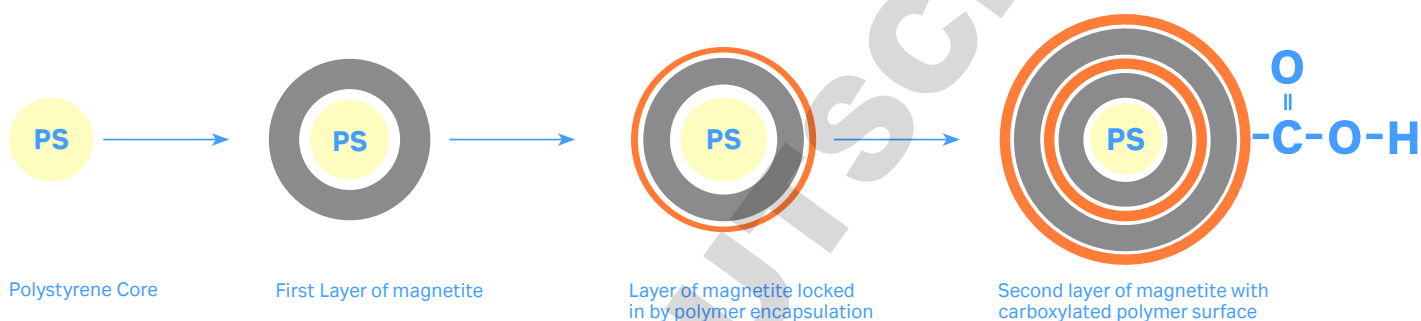 PS
PS
PS
PS
O
||
-C-O-H
Polystyrene Core
First Layer of magnetite
Layer of magnetite locked
in by polymer encapsulation
Second layer of magnetite with
carboxylated polymer surface